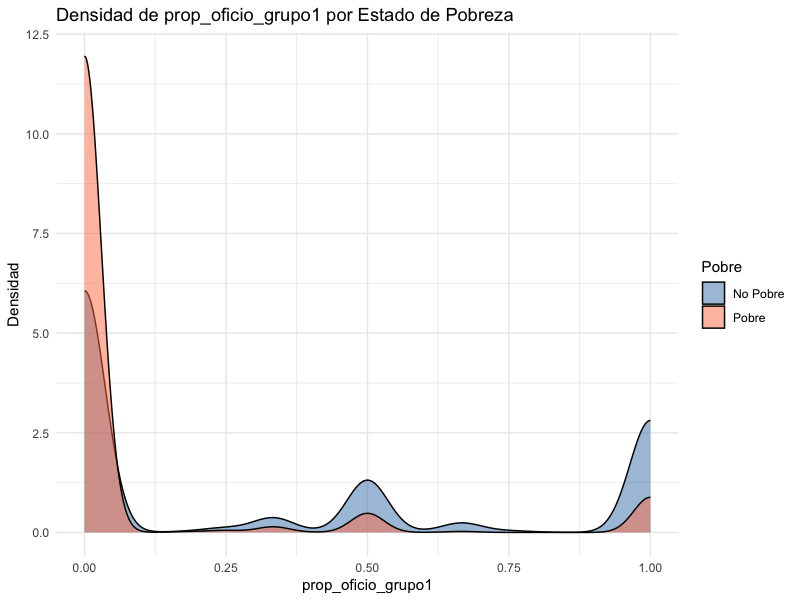 Densidad de prop_oficio_grupo1 por Estado de Pobreza
12.5
10.0
7.5
5.0
2.5
0.0
Densidad
0.00
0.25
0.50
0.75
1.00
prop_oficio_grupo1
Pobre
No Pobre
Pobre